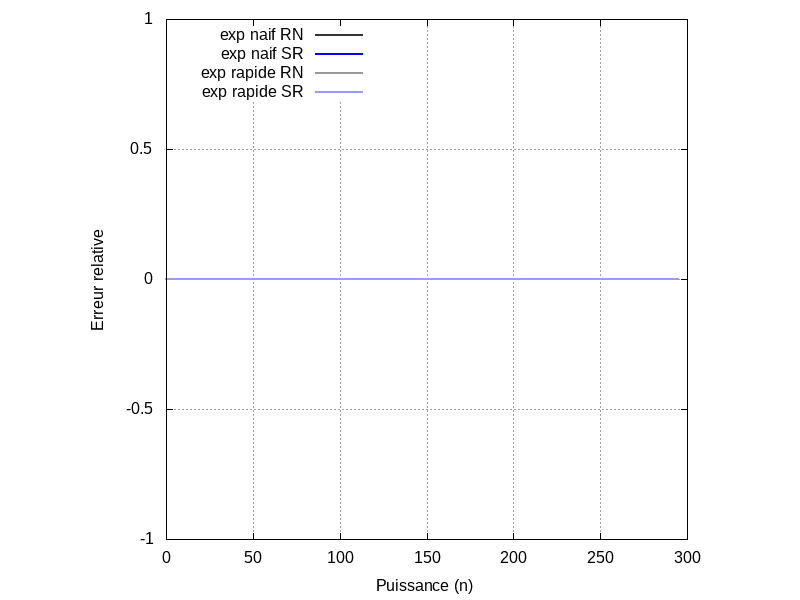 exp naif RN
exp naif SR
exp rapide RN
exp rapide SR
1
0.5
0
-0.5
-1
Erreur relative
0 50 100 150 200 250 300
Puissance (n)